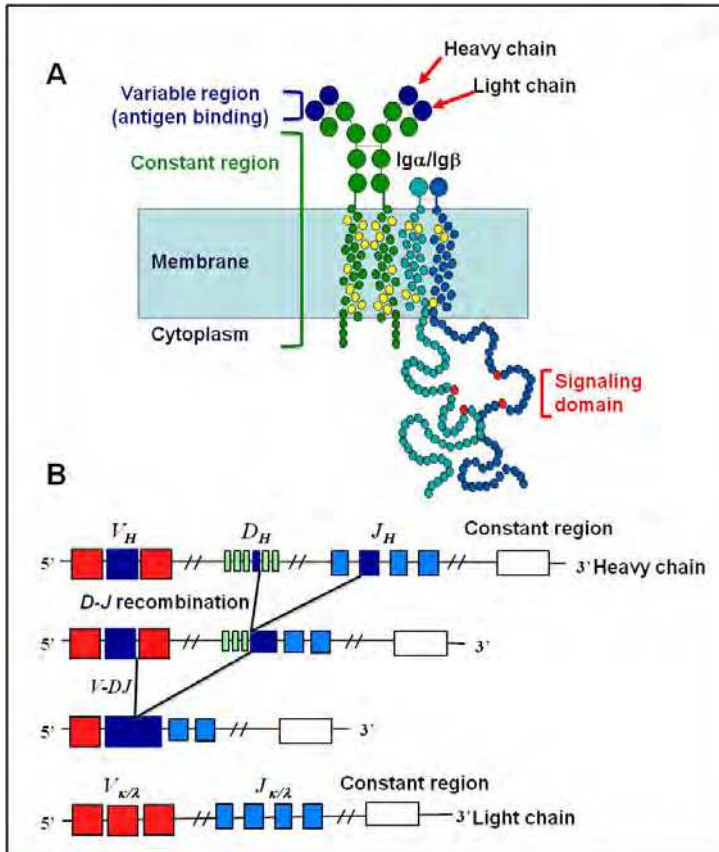 A
Heavy chain
Variable region
(antigen binding)
Light chain
Constant region
Igα/Igβ
Membrane
Cytoplasm
Signaling
domain
B
V_H D_H J_H Constant region
5' // // // 3' Heavy chain
D-J recombination
5' // // 3'
V-DJ
5' // 3'
V_κ/λ J_κ/λ Constant region
5' // // 3' Light chain